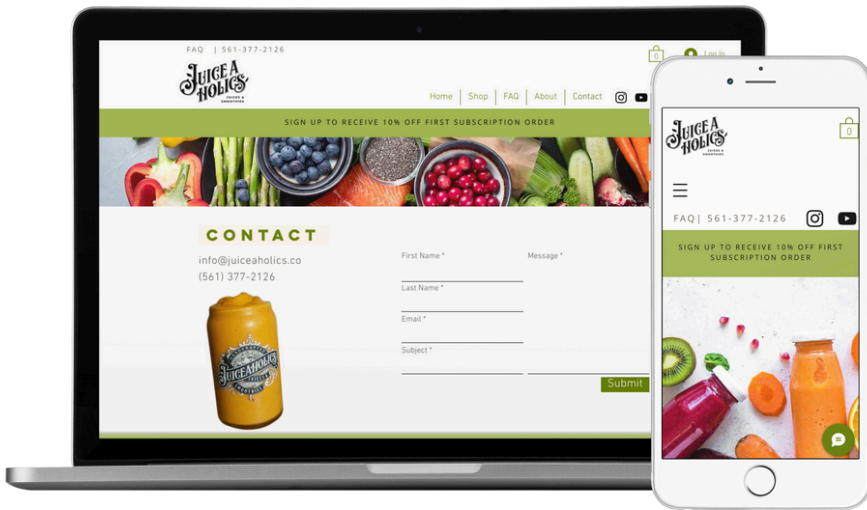 FAQ | 561-377-2126
0
Log In
JUICE A
HOLICS
JUICES &
SMOOTHIES
Home | Shop | FAQ | About | Contact
SIGN UP TO RECEIVE 10% OFF FIRST SUBSCRIPTION ORDER
CONTACT
info@juiceaholics.co
(561) 377-2126
First Name *
Message *
Last Name *
Email *
Subject *
Submit
JUICEAHOLICS
JUICE A
HOLICS
JUICES &
SMOOTHIES
0
FAQ| 561-377-2126
SIGN UP TO RECEIVE 10% OFF FIRST
SUBSCRIPTION ORDER